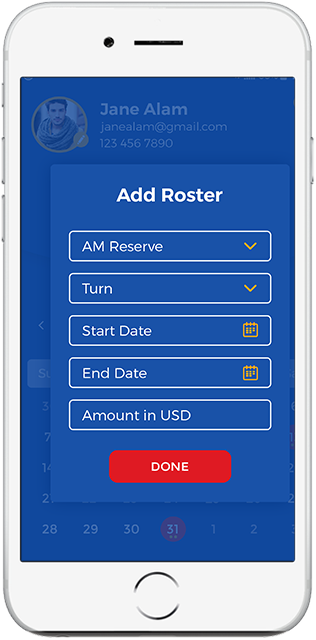 Jane Alam
janealam@gmail.com
123 456 7890
Add Roster
AM Reserve
Turn
Start Date
End Date
Amount in USD
DONE
28 29 30 31 1 2